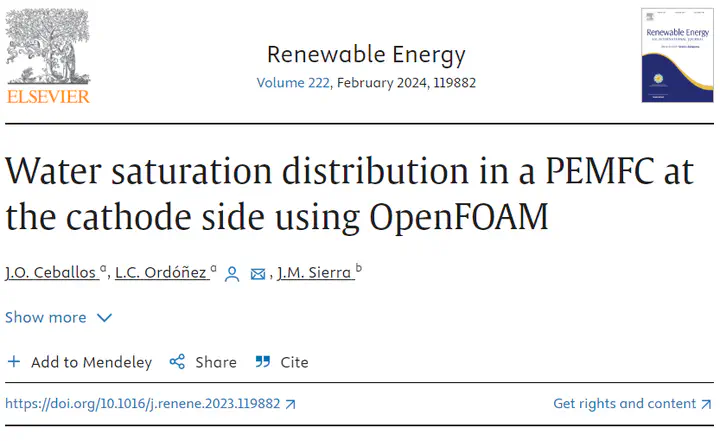 ELSEVIER
Renewable Energy
Volume 222, February 2024, 119882
Renewable Energy
Water saturation distribution in a PEMFC at
the cathode side using OpenFOAM
J.O. Ceballos a, L.C. Ordóñez a , J.M. Sierra b
Show more
Add to Mendeley Share Cite
https://doi.org/10.1016/j.renene.2023.119882 Get rights and content